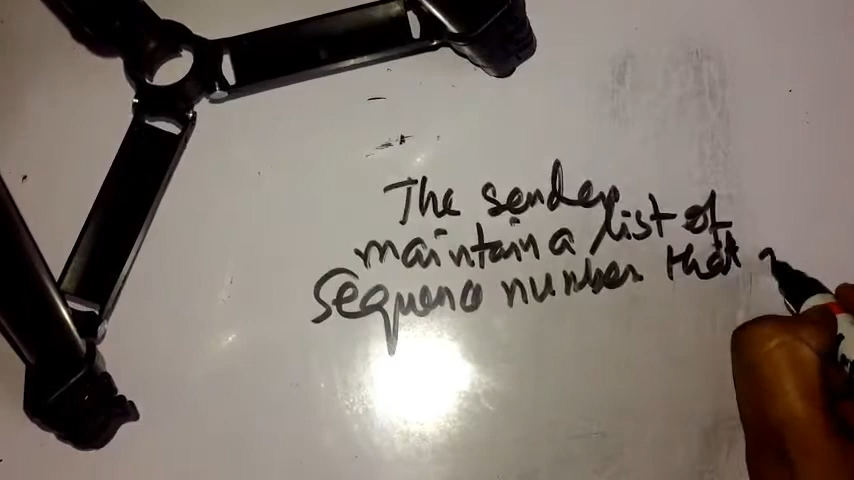 The sender
maintain a list of
Sequence number that